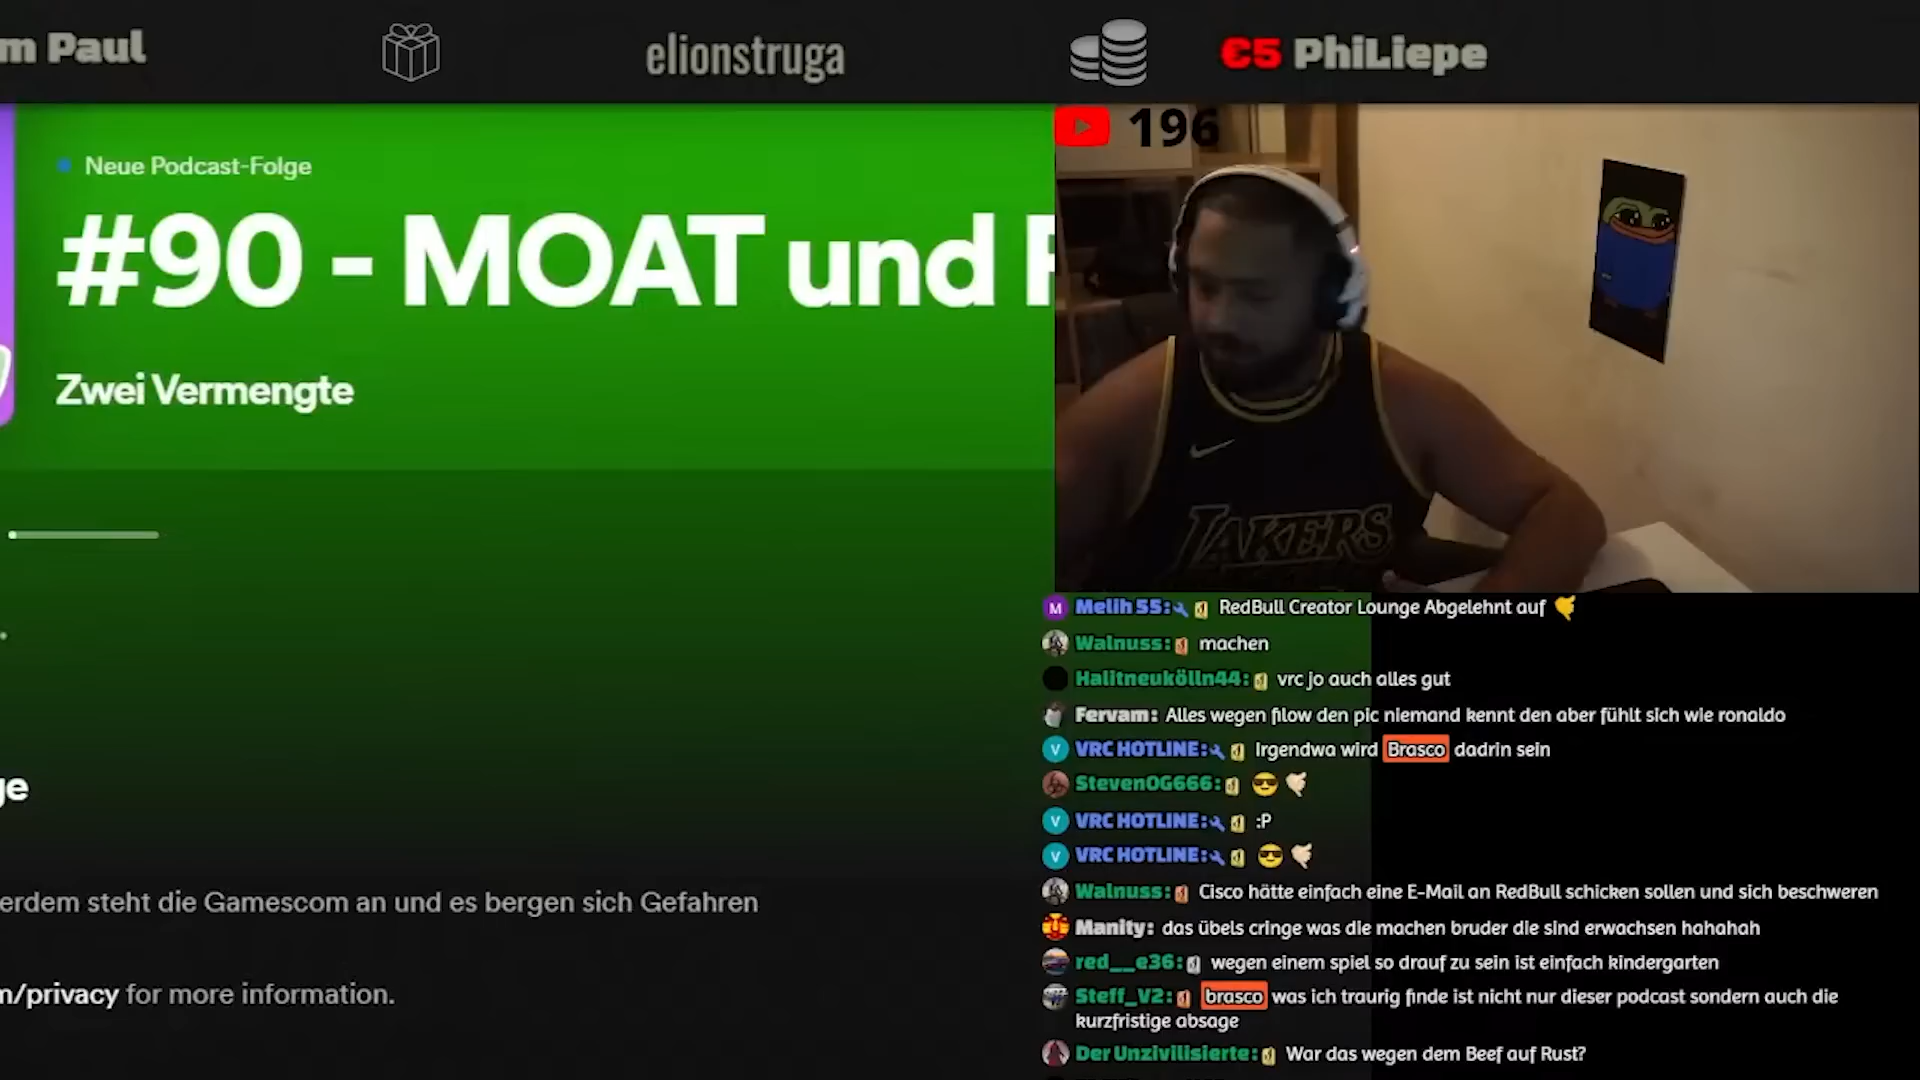 m Paul
elionstruga
€5 PhiLiepe
196
Neue Podcast-Folge
#90 - MOAT und
Zwei Vermengte
LAKERS
M Melih 55: RedBull Creator Lounge Abgelehnt auf
Walnuss: machen
Halitneukölln44: vrc jo auch alles gut
Fervam: Alles wegen filow den pic niemand kennt den aber fühlt sich wie ronaldo
V VRC HOTLINE: Irgendwa wird Brasco dadrin sein
StevenOG666:
V VRC HOTLINE: :P
V VRC HOTLINE:
Walnuss: Cisco hätte einfach eine E-Mail an RedBull schicken sollen und sich beschweren
Manity: das übels cringe was die machen bruder die sind erwachsen hahahah
red__e36: wegen einem spiel so drauf zu sein ist einfach kindergarten
Steff_V2: brasco was ich traurig finde ist nicht nur dieser podcast sondern auch die
kurzfristige absage
Der Unzivilisierte: War das wegen dem Beef auf Rust?
ge
erdem steht die Gamescom an und es bergen sich Gefahren
m/privacy for more information.